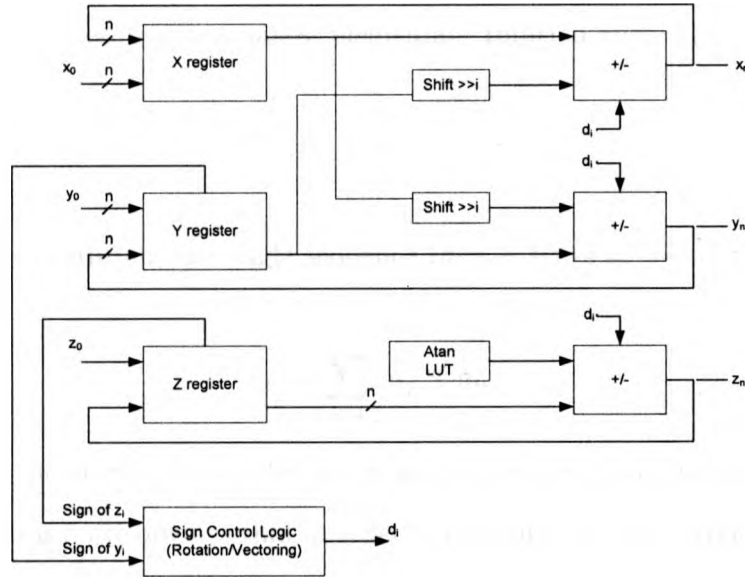 n
x₀
n
X register
Shift >>i
+/-
dᵢ
dᵢ
y₀
n
n
Y register
Shift >>i
+/-
yₙ
z₀
Z register
n
Atan
LUT
dᵢ
+/-
zₙ
Sign of zᵢ
Sign of yᵢ
Sign Control Logic
(Rotation/Vectoring)
dᵢ